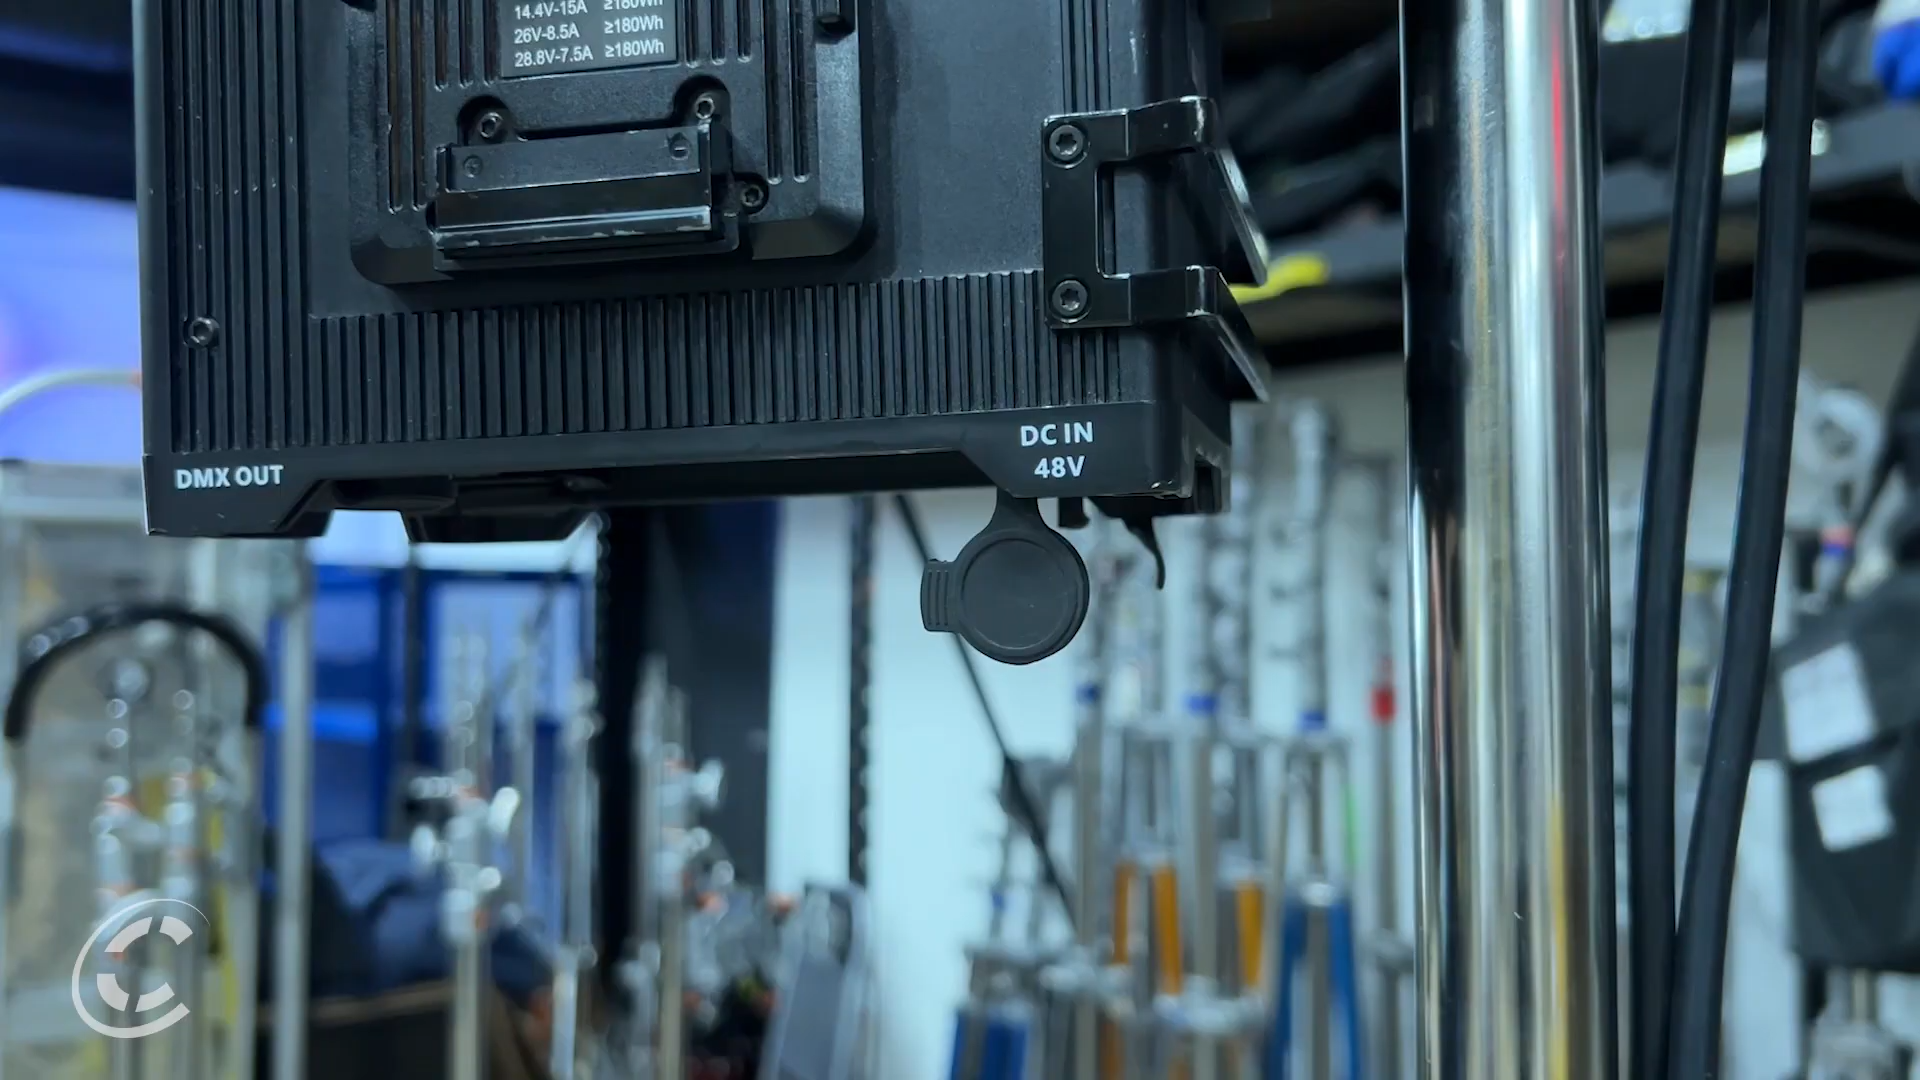 14.4V-15A ≥180Wh
26V-8.5A ≥180Wh
28.8V-7.5A ≥180Wh
DC IN
48V
DMX OUT